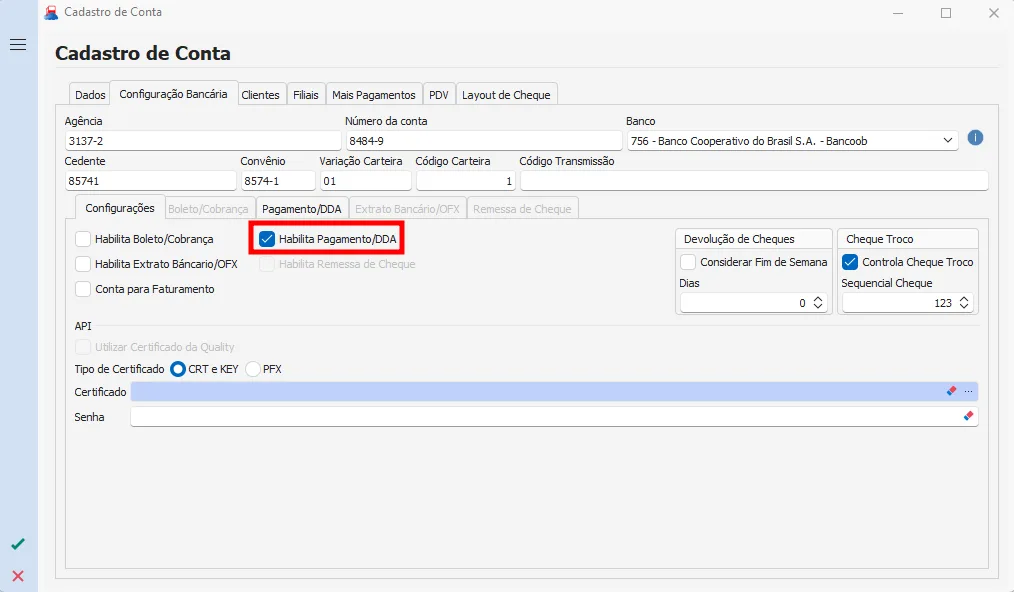 Cadastro de Conta
Cadastro de Conta
Dados Configuração Bancária Clientes Filiais Mais Pagamentos PDV Layout de Cheque
Agência Número da conta Banco
3137-2 8484-9 756 - Banco Cooperativo do Brasil S.A. - Bancoob
Cedente Convênio Variação Carteira Código Carteira Código Transmissão
85741 8574-1 01 1
Configurações Boleto/Cobrança Pagamento/DDA Extrato Bancário/OFX Remessa de Cheque
Habilita Boleto/Cobrança Habilita Pagamento/DDA Devolução de Cheques Cheque Troco
Habilita Extrato Báncario/OFX Habilita Remessa de Cheque Considerar Fim de Semana Controla Cheque Troco
Conta para Faturamento Dias Sequencial Cheque
0 123
API
Utilizar Certificado da Quality
Tipo de Certificado CRT e KEY PFX
Certificado ...
Senha